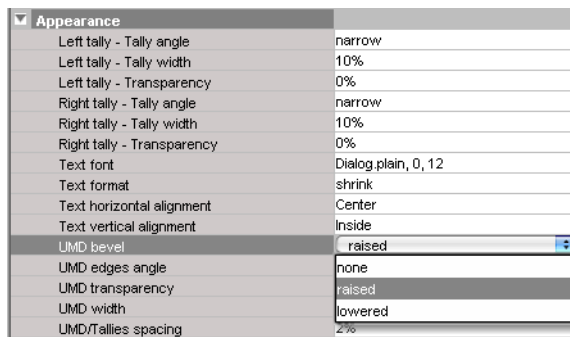 Appearance
Left tally - Tally angle narrow
Left tally - Tally width 10%
Left tally - Transparency 0%
Right tally - Tally angle narrow
Right tally - Tally width 10%
Right tally - Transparency 0%
Text font Dialog.plain, 0, 12
Text format shrink
Text horizontal alignment Center
Text vertical alignment Inside
UMD bevel raised
UMD edges angle none
UMD transparency raised
UMD width lowered
UMD/Tallies spacing 2%